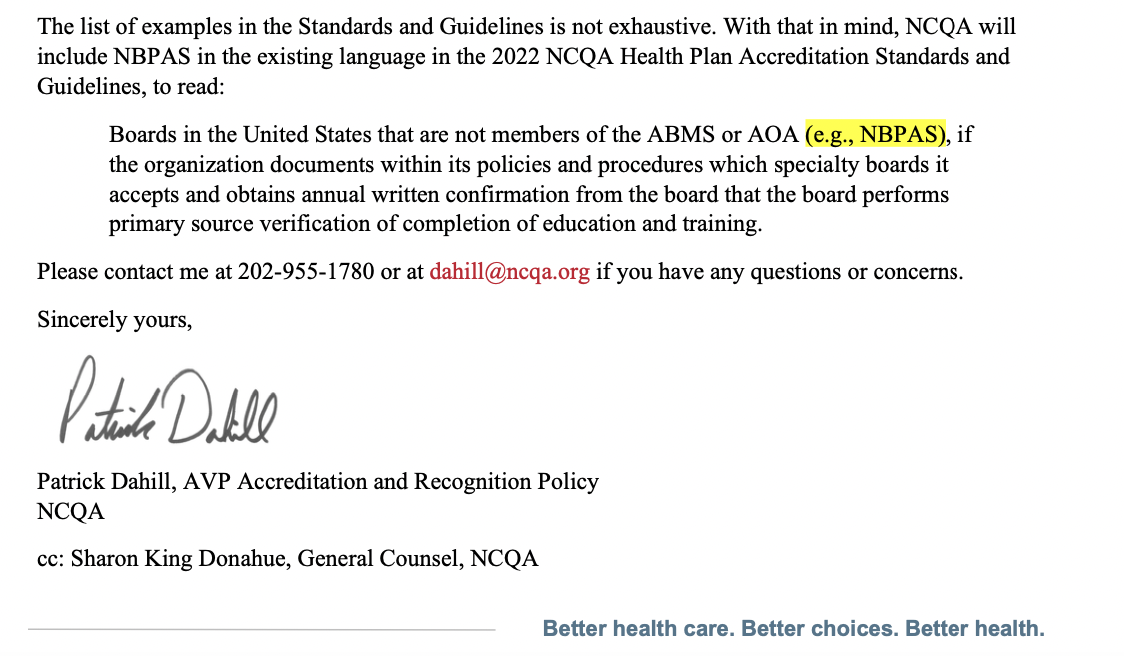 The list of examples in the Standards and Guidelines is not exhaustive. With that in mind, NCQA will
include NBPAS in the existing language in the 2022 NCQA Health Plan Accreditation Standards and
Guidelines, to read:
Boards in the United States that are not members of the ABMS or AOA (e.g., NBPAS), if
the organization documents within its policies and procedures which specialty boards it
accepts and obtains annual written confirmation from the board that the board performs
primary source verification of completion of education and training.
Please contact me at 202-955-1780 or at dahill@ncqa.org if you have any questions or concerns.
Sincerely yours,
Patrick Dahill
Patrick Dahill, AVP Accreditation and Recognition Policy
NCQA
cc: Sharon King Donahue, General Counsel, NCQA
Better health care. Better choices. Better health.